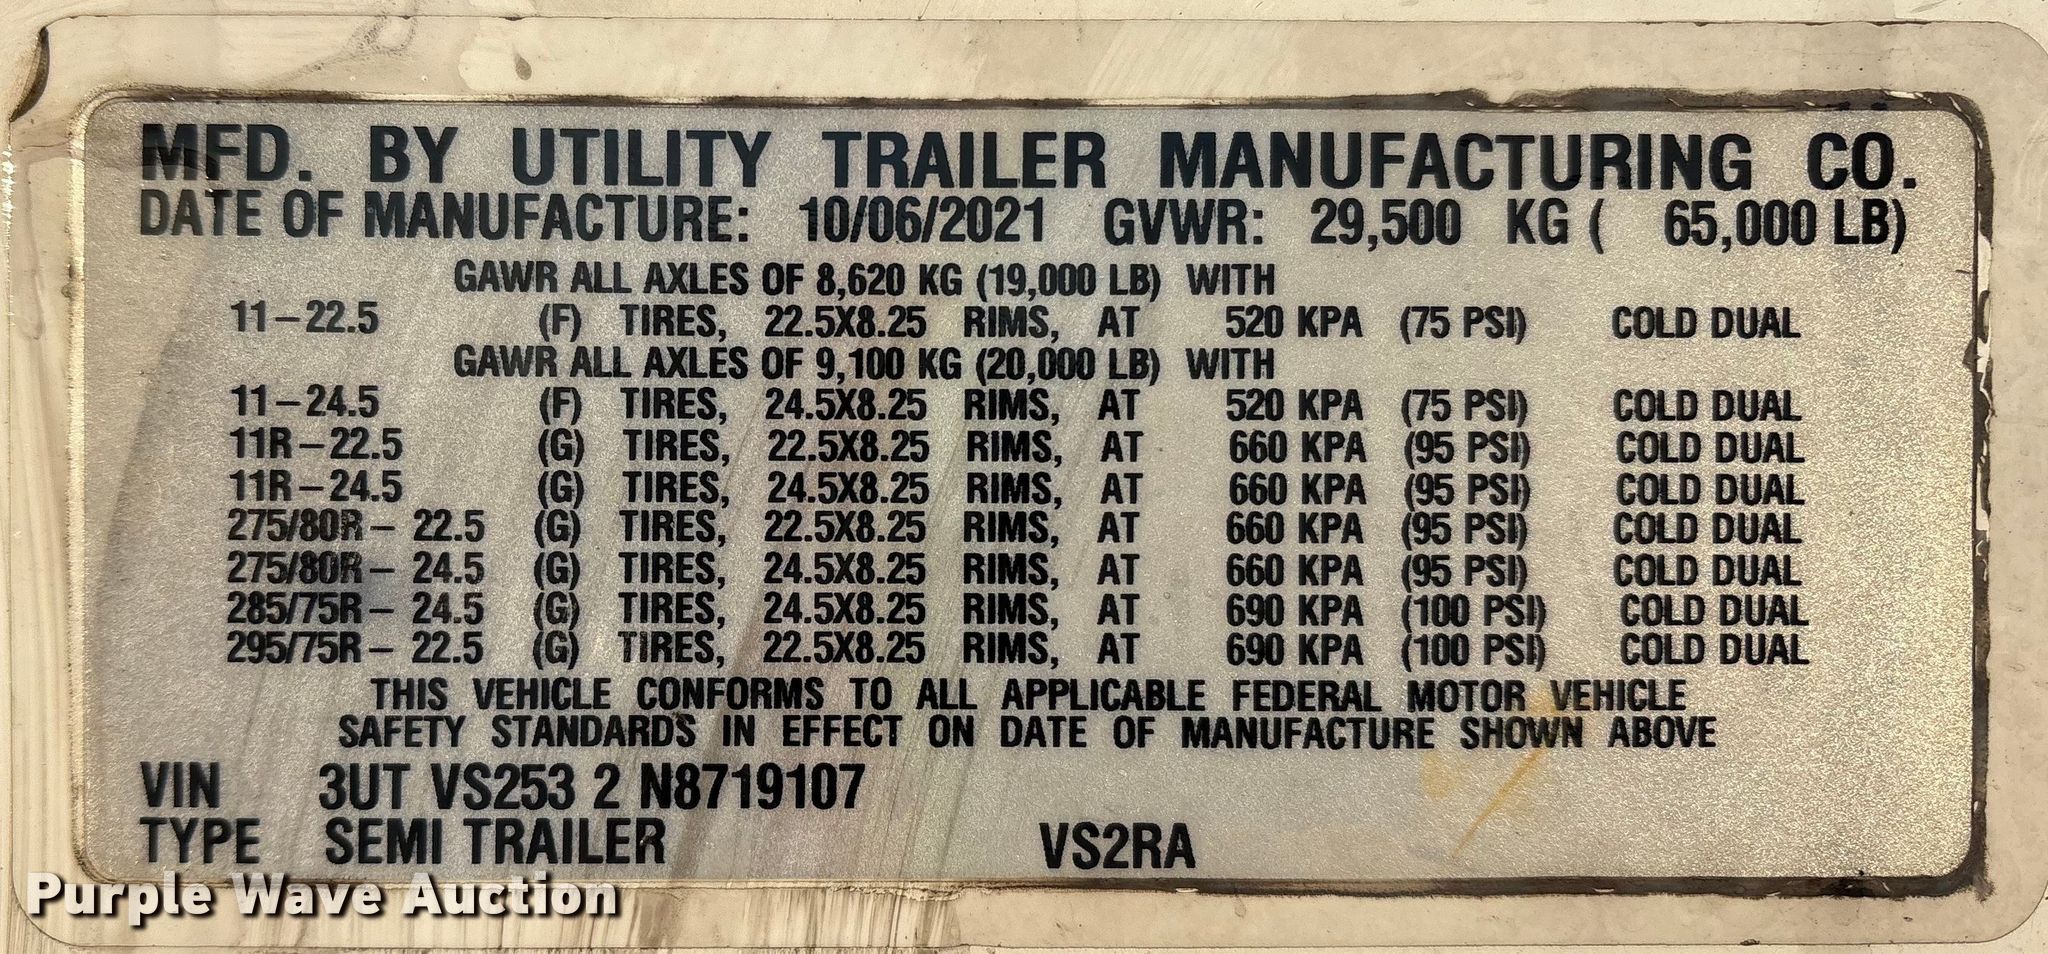 MFD. BY UTILITY TRAILER MANUFACTURING CO.
DATE OF MANUFACTURE: 10/06/2021 GVWR: 29,500 KG ( 65,000 LB)
GAWR ALL AXLES OF 8,620 KG (19,000 LB) WITH
11-22.5 (F) TIRES, 22.5X8.25 RIMS, AT 520 KPA (75 PSI) COLD DUAL
GAWR ALL AXLES OF 9,100 KG (20,000 LB) WITH
11-24.5 (F) TIRES, 24.5X8.25 RIMS, AT 520 KPA (75 PSI) COLD DUAL
11R-22.5 (G) TIRES, 22.5X8.25 RIMS, AT 660 KPA (95 PSI) COLD DUAL
11R-24.5 (G) TIRES, 24.5X8.25 RIMS, AT 660 KPA (95 PSI) COLD DUAL
275/80R- 22.5 (G) TIRES, 22.5X8.25 RIMS, AT 660 KPA (95 PSI) COLD DUAL
275/80R- 24.5 (G) TIRES, 24.5X8.25 RIMS, AT 660 KPA (95 PSI) COLD DUAL
285/75R- 24.5 (G) TIRES, 24.5X8.25 RIMS, AT 690 KPA (100 PSI) COLD DUAL
295/75R- 22.5 (G) TIRES, 22.5X8.25 RIMS, AT 690 KPA (100 PSI) COLD DUAL
THIS VEHICLE CONFORMS TO ALL APPLICABLE FEDERAL MOTOR VEHICLE
SAFETY STANDARDS IN EFFECT ON DATE OF MANUFACTURE SHOWN ABOVE
VIN 3UT VS253 2 N8719107
TYPE SEMI TRAILER VS2RA
Purple Wave Auction